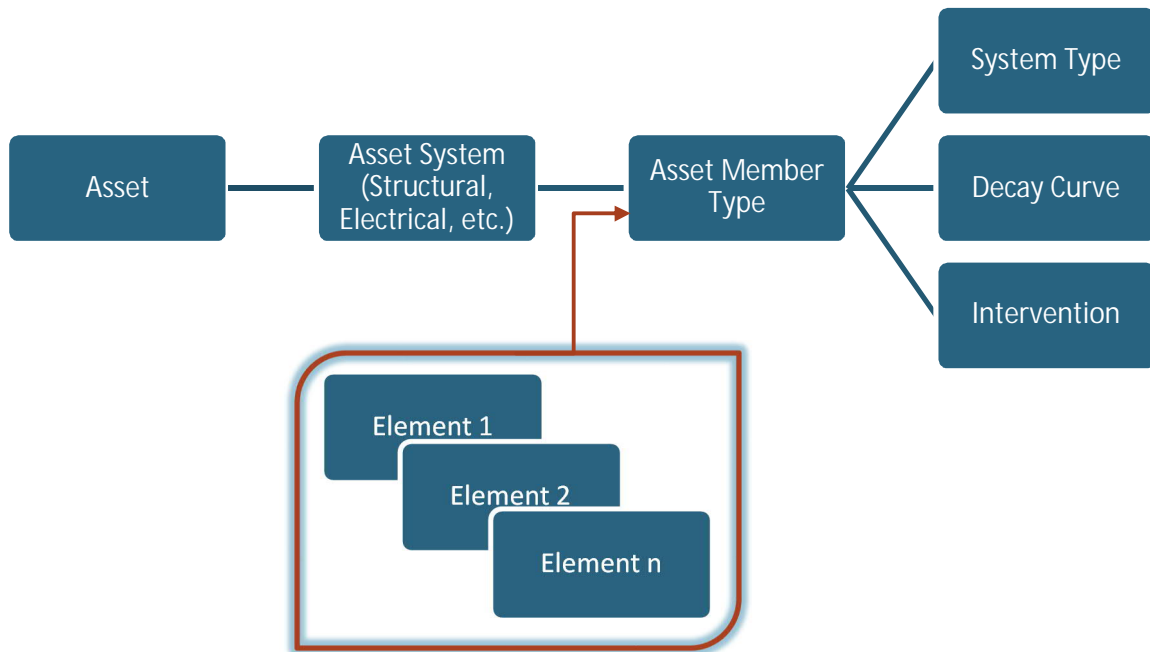 System Type
Asset
Asset System
(Structural,
Electrical, etc.)
Asset Member
Type
Decay Curve
Intervention
Element 1
Element 2
Element n